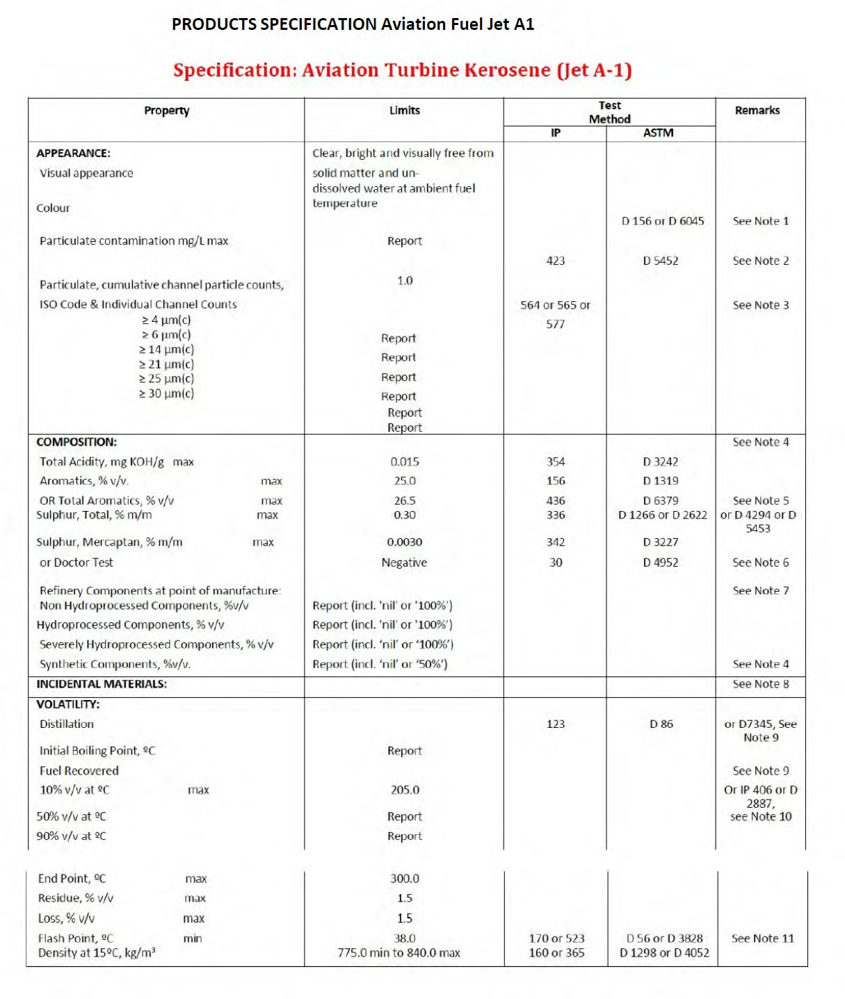 PRODUCTS SPECIFICATION Aviation Fuel Jet A1
Specification: Aviation Turbine Kerosene (Jet A-1)
Property Limits Test Method Remarks
IP ASTM
APPEARANCE: Clear, bright and visually free from
Visual appearance solid matter and un-
dissolved water at ambient fuel
Colour temperature
D 156 or D 6045 See Note 1
Particulate contamination mg/L max Report
423 D 5452 See Note 2
Particulate, cumulative channel particle counts, 1.0
ISO Code & Individual Channel Counts 564 or 565 or See Note 3
≥ 4 µm(c) 577
≥ 6 µm(c) Report
≥ 14 µm(c) Report
≥ 21 µm(c) Report
≥ 25 µm(c) Report
≥ 30 µm(c) Report
Report
COMPOSITION: See Note 4
Total Acidity, mg KOH/g max 0.015 354 D 3242
Aromatics, % v/v. max 25.0 156 D 1319
OR Total Aromatics, % v/v max 26.5 436 D 6379 See Note 5
Sulphur, Total, % m/m max 0.30 336 D 1266 or D 2622 or D 4294 or D
5453
Sulphur, Mercaptan, % m/m max 0.0030 342 D 3227
or Doctor Test Negative 30 D 4952 See Note 6
Refinery Components at point of manufacture: See Note 7
Non Hydroprocessed Components, %v/v Report (incl. 'nil' or '100%')
Hydroprocessed Components, % v/v Report (incl. 'nil' or '100%')
Severely Hydroprocessed Components, % v/v Report (incl. ‘nil’ or ‘100%’)
Synthetic Components, %v/v. Report (incl. ‘nil’ or ‘50%’) See Note 4
INCIDENTAL MATERIALS: See Note 8
VOLATILITY:
Distillation 123 D 86 or D7345, See
Note 9
Initial Boiling Point, ºC Report
Fuel Recovered See Note 9
10% v/v at ºC max 205.0 Or IP 406 or D
2887,
50% v/v at ºC Report see Note 10
90% v/v at ºC Report
End Point, ºC max 300.0
Residue, % v/v max 1.5
Loss, % v/v max 1.5
Flash Point, ºC min 38.0 170 or 523 D 56 or D 3828 See Note 11
Density at 15ºC, kg/m³ 775.0 min to 840.0 max 160 or 365 D 1298 or D 4052